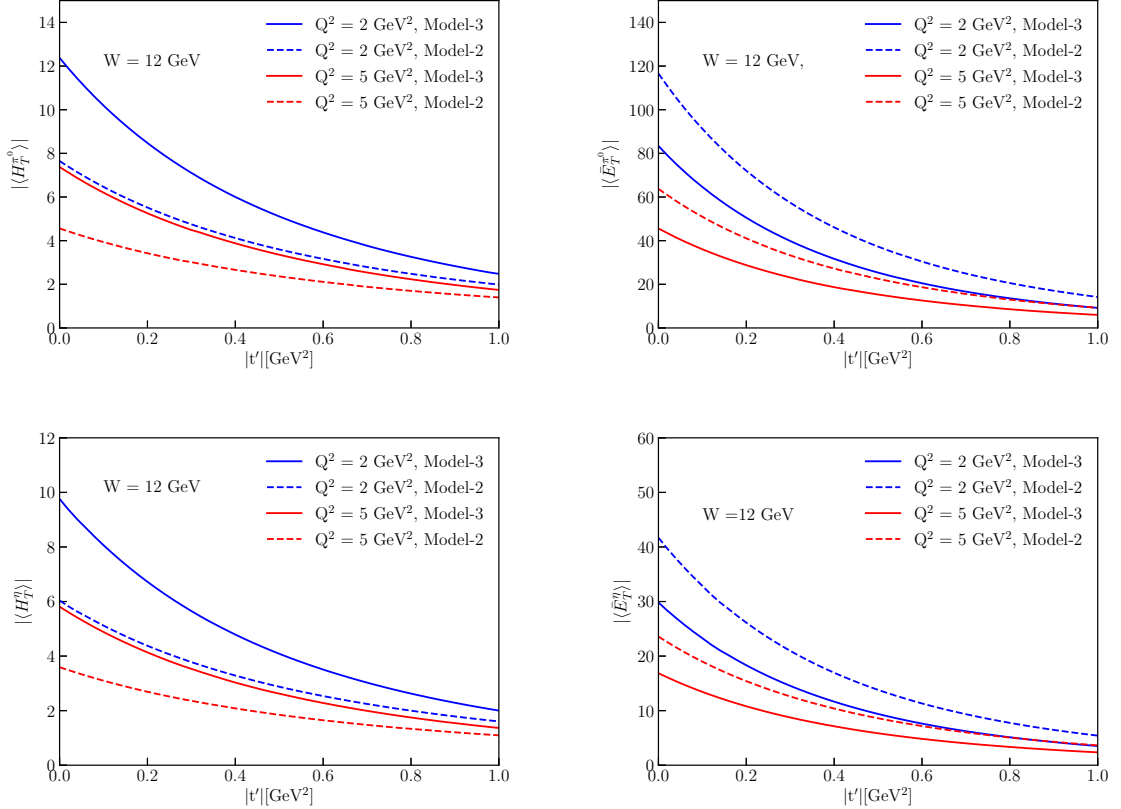 14
12
10
8
6
4
2
0
0.0 0.2 0.4 0.6 0.8 1.0
|t′|[GeV²]
|⟨H_T^{π⁰}⟩|
W = 12 GeV
Q² = 2 GeV², Model-3
Q² = 2 GeV², Model-2
Q² = 5 GeV², Model-3
Q² = 5 GeV², Model-2
140
120
100
80
60
40
20
0
0.0 0.2 0.4 0.6 0.8 1.0
|t′|[GeV²]
|⟨Ē_T^{π⁰}⟩|
W = 12 GeV,
Q² = 2 GeV², Model-3
Q² = 2 GeV², Model-2
Q² = 5 GeV², Model-3
Q² = 5 GeV², Model-2
12
10
8
6
4
2
0
0.0 0.2 0.4 0.6 0.8 1.0
|t′|[GeV²]
|⟨H_T^η⟩|
W = 12 GeV
Q² = 2 GeV², Model-3
Q² = 2 GeV², Model-2
Q² = 5 GeV², Model-3
Q² = 5 GeV², Model-2
60
50
40
30
20
10
0
0.0 0.2 0.4 0.6 0.8 1.0
|t′|[GeV²]
|⟨Ē_T^η⟩|
W =12 GeV
Q² = 2 GeV², Model-3
Q² = 2 GeV², Model-2
Q² = 5 GeV², Model-3
Q² = 5 GeV², Model-2